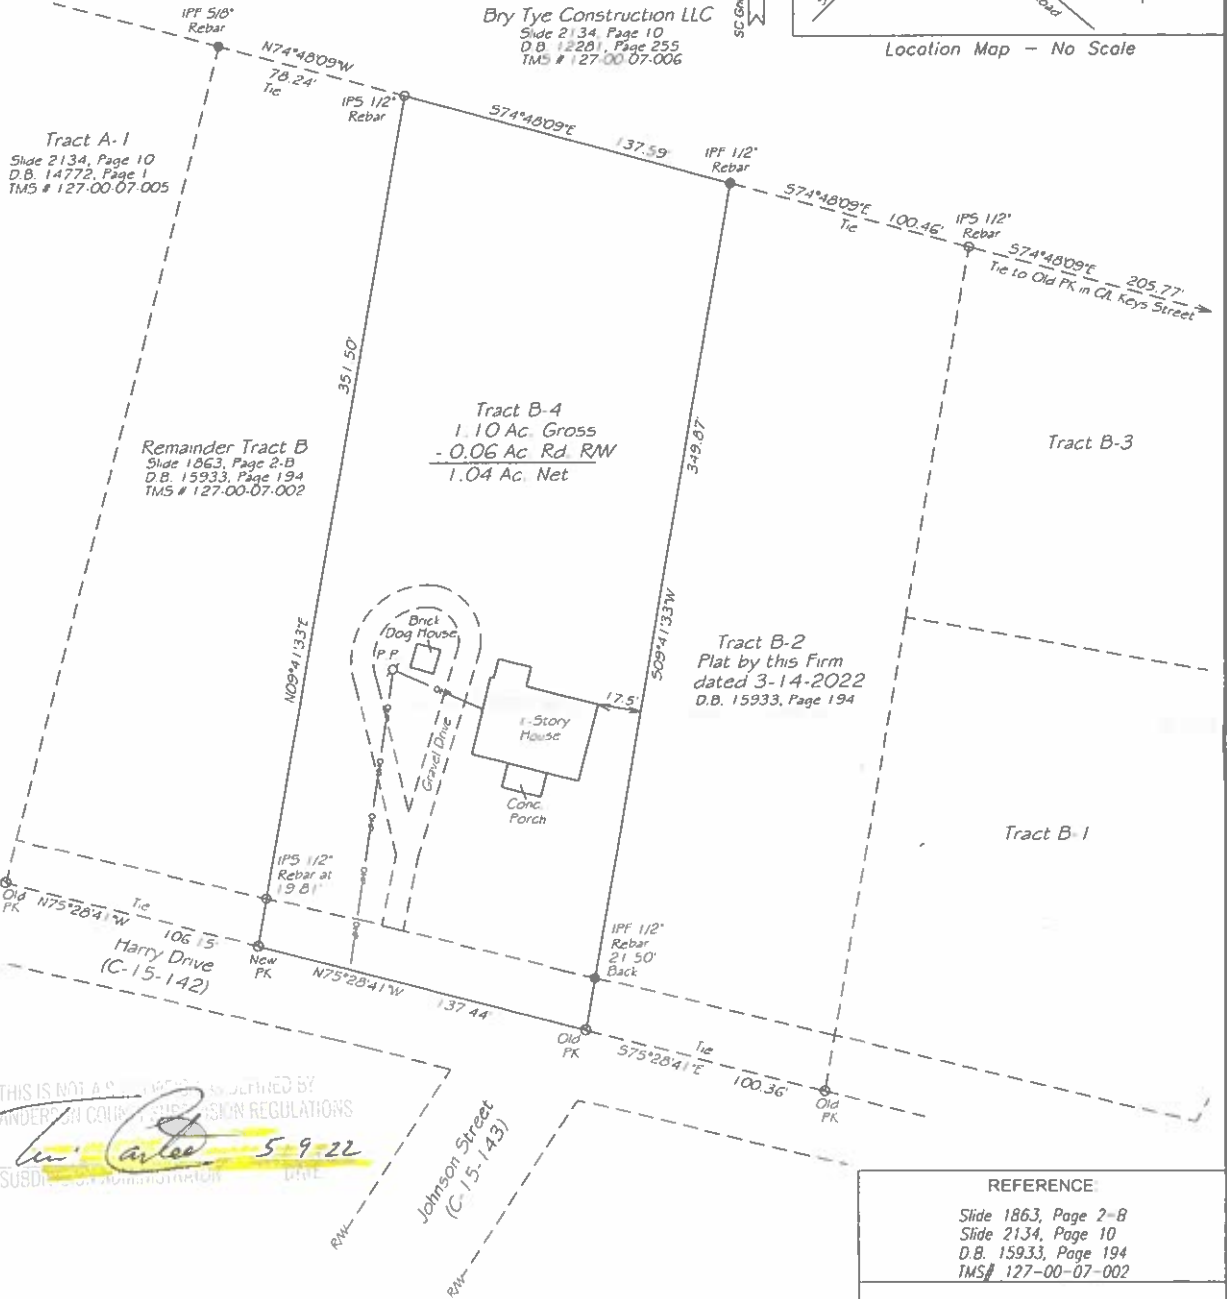 IPF 5/8"
Rebar
Bry Tye Construction LLC
Slide 2134, Page 10
D.B. 12281, Page 255
TMS # 127-00-07-006
Location Map - No Scale
N74°48'09"W
78.24'
Tie
IPS 1/2"
Rebar
S74°48'09"E
137.59'
IPF 1/2"
Rebar
S74°48'09"E
100.46'
Tie
IPS 1/2"
Rebar
S74°48'09"E
205.77'
Tie to Old PK in C/L Keys Street
Tract A-1
Slide 2134, Page 10
D.B. 14772, Page 1
TMS # 127-00-07-005
351.50'
349.87'
Tract B-4
1.10 Ac. Gross
- 0.06 Ac Rd. R/W
1.04 Ac. Net
Remainder Tract B
Slide 1863, Page 2-B
D.B. 15933, Page 194
TMS # 127-00-07-002
Tract B-3
N09°41'33"E
S09°41'33"W
Brick
Dog House
P.P.
Gravel Drive
1-Story
House
17.5'
Conc.
Porch
Tract B-2
Plat by this Firm
dated 3-14-2022
D.B. 15933, Page 194
Tract B-1
IPS 1/2"
Rebar at
19.81'
Old
PK
N75°28'41"W
Tie
106.15'
Harry Drive
(C-15-142)
New
PK
N75°28'41"W
137.44'
IPF 1/2"
Rebar
21.50'
Back
Old
PK
S75°28'41"E
Tie
100.36'
Old
PK
Johnson Street
(C-15-143)
R/W
R/W
THIS IS NOT A
DEFINED BY
ANDERSON COUNTY SUBDIVISION REGULATIONS
5-9-22
SUBDIVISION ADMINISTRATOR
DATE
REFERENCE
Slide 1863, Page 2-B
Slide 2134, Page 10
D.B. 15933, Page 194
TMS# 127-00-07-002